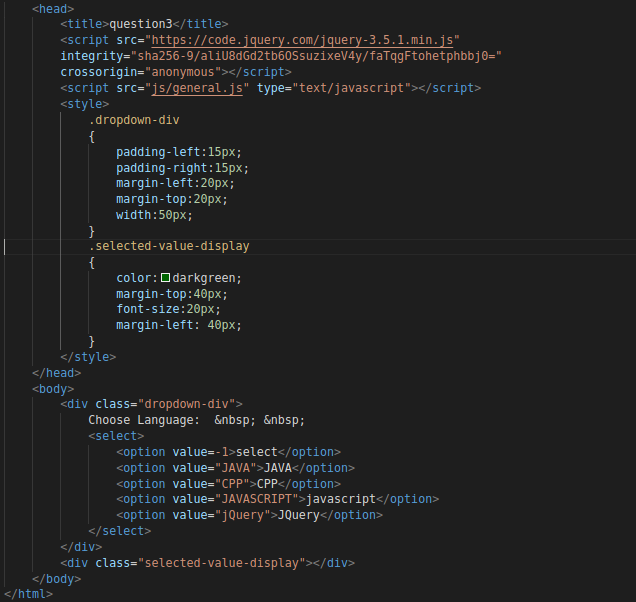 <head>
<title>question3</title>
<script src="https://code.jquery.com/jquery-3.5.1.min.js"
integrity="sha256-9/aliU8dGd2tb6OSsuzixeV4y/faTqgFtohetphbbj0="
crossorigin="anonymous"></script>
<script src="js/general.js" type="text/javascript"></script>
<style>
.dropdown-div
{
padding-left:15px;
padding-right:15px;
margin-left:20px;
margin-top:20px;
width:50px;
}
.selected-value-display
{
color:darkgreen;
margin-top:40px;
font-size:20px;
margin-left: 40px;
}
</style>
</head>
<body>
<div class="dropdown-div">
Choose Language:  &nbsp; &nbsp;
<select>
<option value=-1>select</option>
<option value="JAVA">JAVA</option>
<option value="CPP">CPP</option>
<option value="JAVASCRIPT">javascript</option>
<option value="jQuery">JQuery</option>
</select>
</div>
<div class="selected-value-display"></div>
</body>
</html>